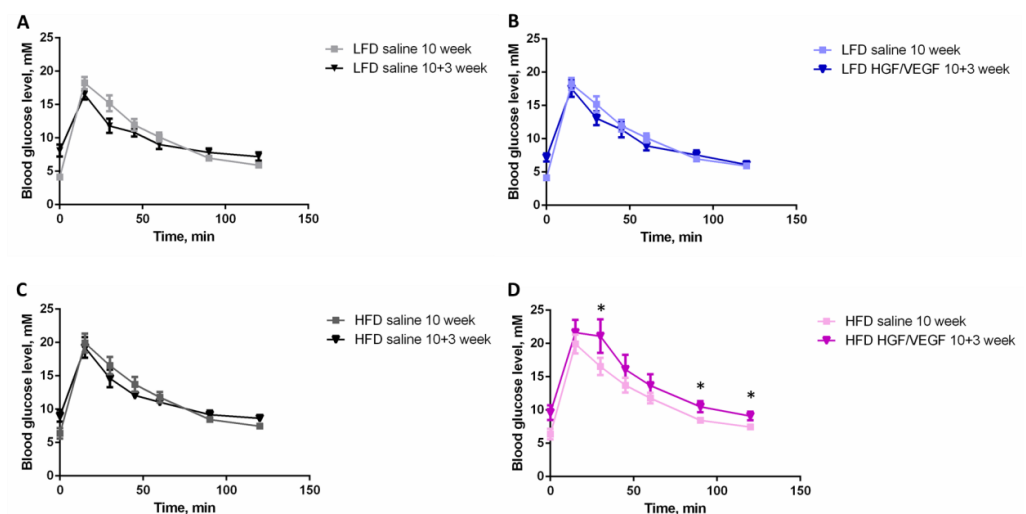 A
Blood glucose level, mM
25
20
15
10
5
0
0
50
100
150
Time, min
LFD saline 10 week
LFD saline 10+3 week
B
Blood glucose level, mM
25
20
15
10
5
0
0
50
100
150
Time, min
LFD saline 10 week
LFD HGF/VEGF 10+3 week
C
Blood glucose level, mM
25
20
15
10
5
0
0
50
100
150
Time, min
HFD saline 10 week
HFD saline 10+3 week
D
Blood glucose level, mM
25
20
15
10
5
0
*
*
*
0
50
100
150
Time, min
HFD saline 10 week
HFD HGF/VEGF 10+3 week